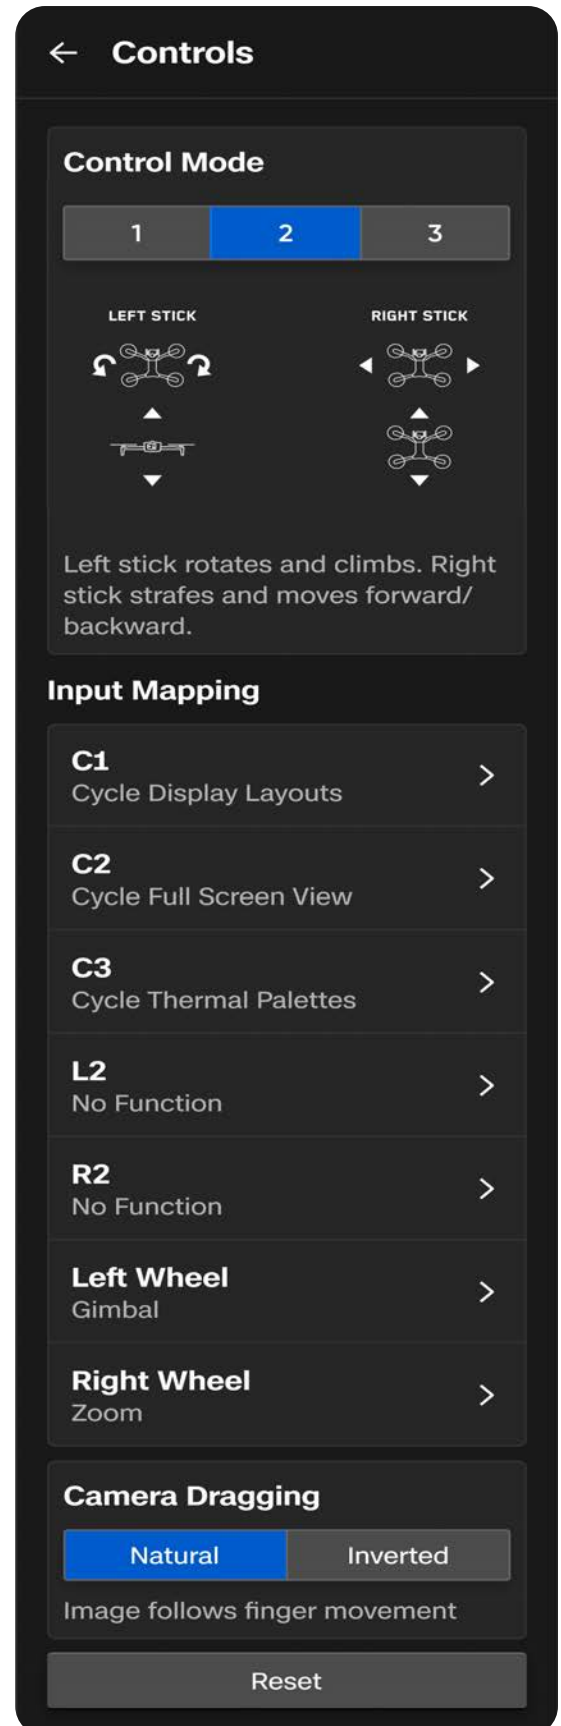 Controls
Control Mode
1 2 3
LEFT STICK RIGHT STICK
Left stick rotates and climbs. Right
stick strafes and moves forward/
backward.
Input Mapping
C1
Cycle Display Layouts
C2
Cycle Full Screen View
C3
Cycle Thermal Palettes
L2
No Function
R2
No Function
Left Wheel
Gimbal
Right Wheel
Zoom
Camera Dragging
Natural Inverted
Image follows finger movement
Reset